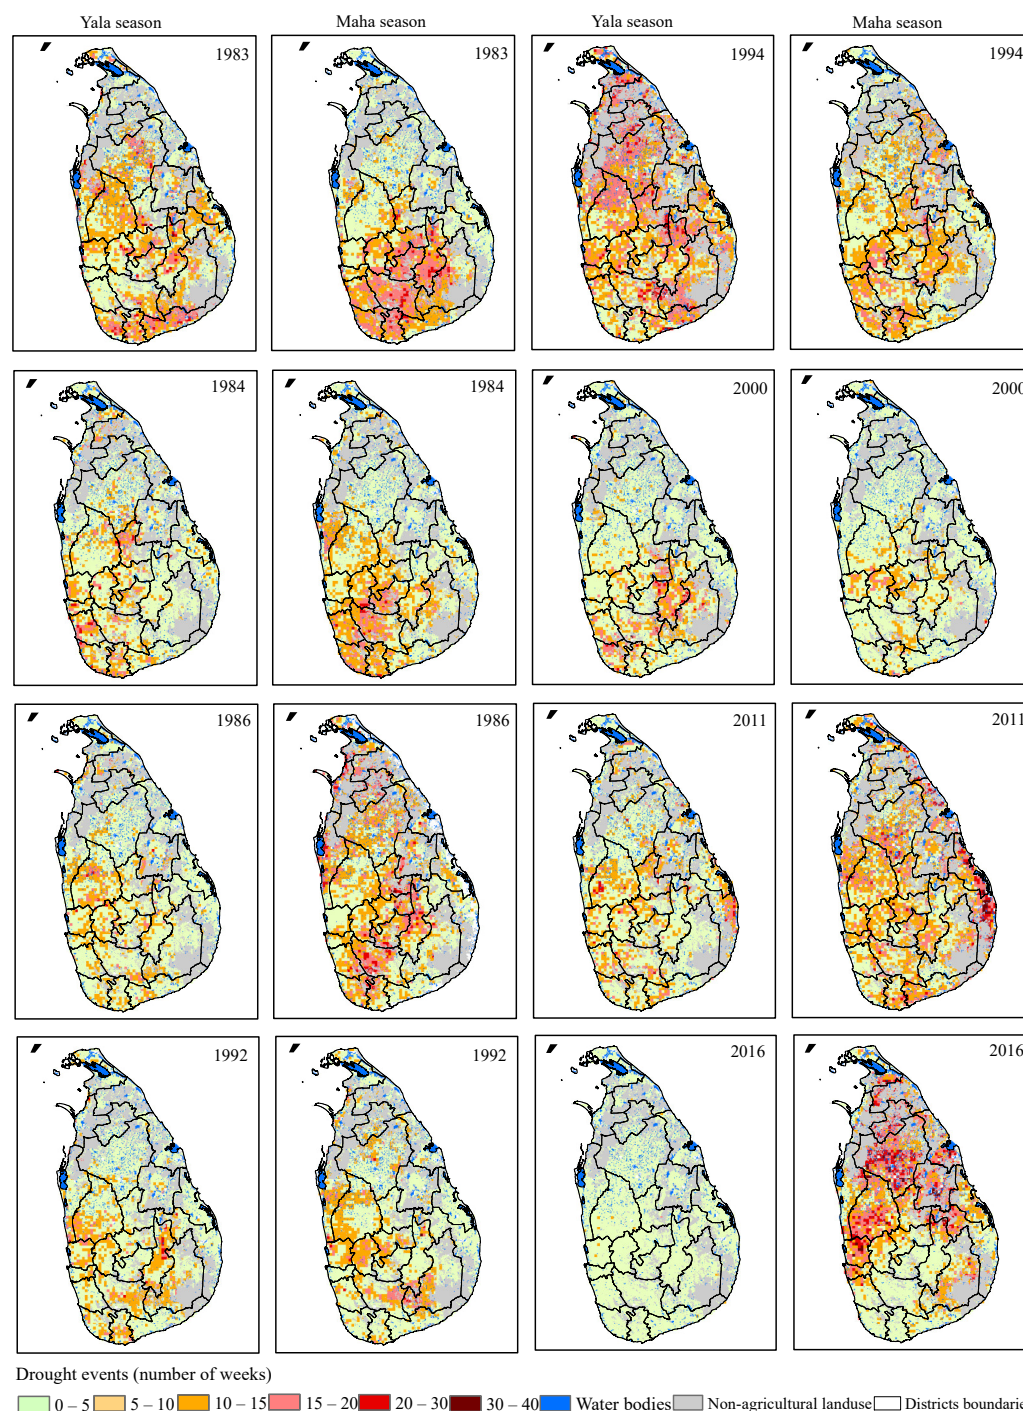 Yala season Maha season Yala season Maha season
1983 1983 1994 1994
1984 1984 2000 2000
1986 1986 2011 2011
1992 1992 2016 2016
Drought events (number of weeks)
0 – 5 5 – 10 10 – 15 15 – 20 20 – 30 30 – 40 Water bodies Non-agricultural landuse Districts boundarie